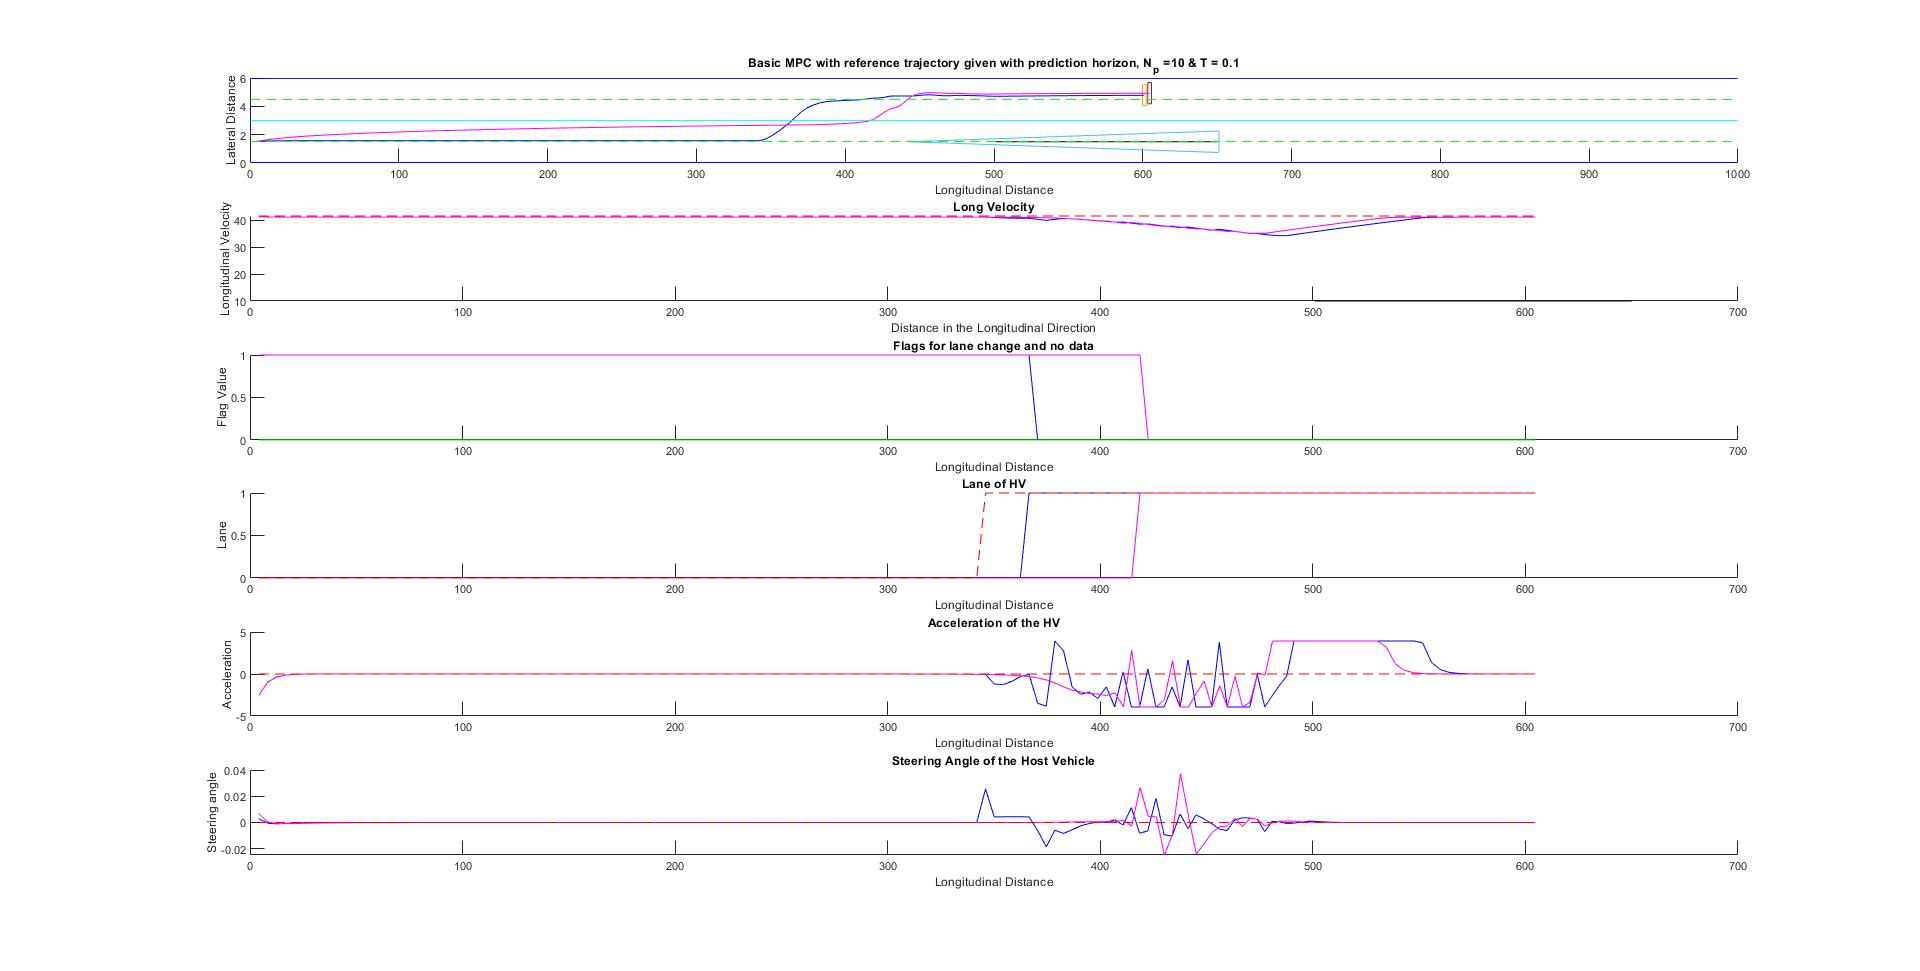 Basic MPC with reference trajectory given with prediction horizon, Np =10 & T = 0.1
Lateral Distance
6
4
2
0
0 100 200 300 400 500 600 700 800 900 1000
Longitudinal Distance
Long Velocity
Longitudinal Velocity
40
30
20
10
0 100 200 300 400 500 600 700
Distance in the Longitudinal Direction
Flags for lane change and no data
Flag Value
1
0.5
0
0 100 200 300 400 500 600 700
Longitudinal Distance
Lane of HV
Lane
1
0.5
0
0 100 200 300 400 500 600 700
Longitudinal Distance
Acceleration of the HV
Acceleration
5
0
-5
0 100 200 300 400 500 600 700
Longitudinal Distance
Steering Angle of the Host Vehicle
Steering angle
0.04
0.02
0
-0.02
0 100 200 300 400 500 600 700
Longitudinal Distance